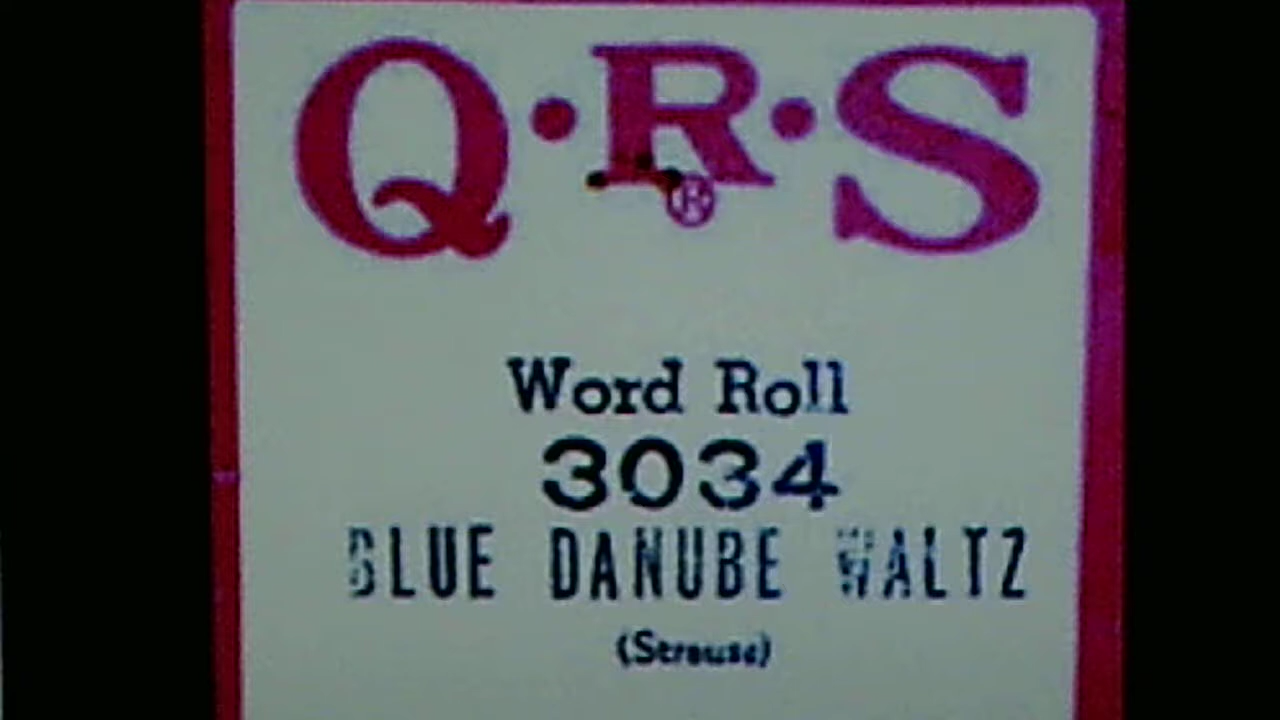 Q·R·S®
Word Roll
3034
BLUE DANUBE WALTZ
(Strauss)